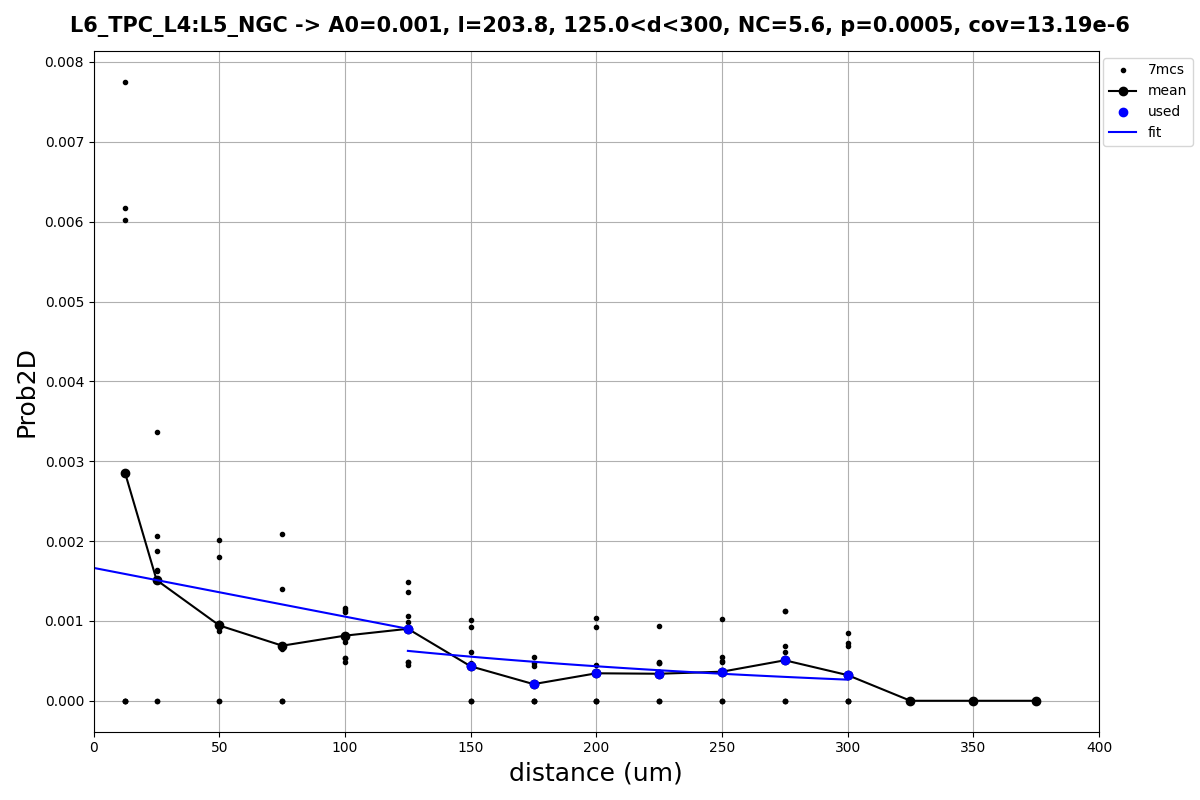 L6_TPC_L4:L5_NGC -> A0=0.001, l=203.8, 125.0<d<300, NC=5.6, p=0.0005, cov=13.19e-6
0.008
0.007
0.006
0.005
0.004
0.003
0.002
0.001
0.000
Prob2D
0
50
100
150
200
250
300
350
400
distance (um)
7mcs
mean
used
fit